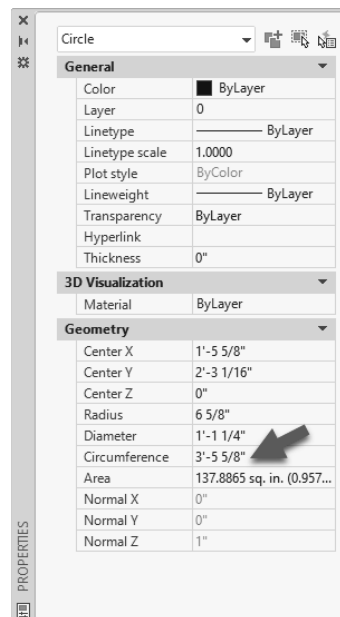 Circle
General
Color ByLayer
Layer 0
Linetype ByLayer
Linetype scale 1.0000
Plot style ByColor
Lineweight ByLayer
Transparency ByLayer
Hyperlink
Thickness 0"
3D Visualization
Material ByLayer
Geometry
Center X 1'-5 5/8"
Center Y 2'-3 1/16"
Center Z 0"
Radius 6 5/8"
Diameter 1'-1 1/4"
Circumference 3'-5 5/8"
Area 137.8865 sq. in. (0.957...
Normal X 0"
Normal Y 0"
Normal Z 1"
PROPERTIES